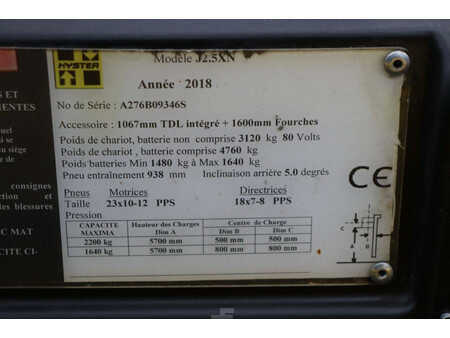 HYSTER
Modèle J2.5XN
Année 2018
No de Série : A276B09346S
Accessoire : 1067mm TDL intégré + 1600mm Fourches
Poids de chariot, batterie non comprise 3120 kg 80 Volts
Poids de chariot, batterie comprise 4760 kg
Poids batteries Min 1480 kg à Max 1640 kg
Pneu entraînement 938 mm Inclinaison arrière 5.0 degrés
Pneus Motrices Directrices
Taille 23x10-12 PPS 18x7-8 PPS
Pression
CAPACITE MAXIMA Hauteur des Charges Dim A Centre de Charge Dim B Dim C
2200 kg 5700 mm 500 mm 500 mm
1640 kg 5700 mm 800 mm 800 mm
CE
C
B
A
S ET
ENTES
uel
u siège
consignes
ction et
es blessures
C MAT
CITE CI-